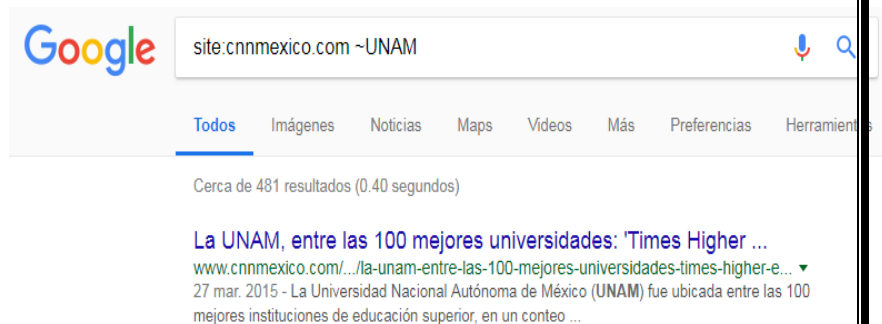 Google
site:cnnmexico.com ~UNAM
Todos Imágenes Noticias Maps Videos Más Preferencias Herramientas
Cerca de 481 resultados (0.40 segundos)
La UNAM, entre las 100 mejores universidades: 'Times Higher ...
www.cnnmexico.com/.../la-unam-entre-las-100-mejores-universidades-times-higher-e... ▼
27 mar. 2015 - La Universidad Nacional Autónoma de México (UNAM) fue ubicada entre las 100
mejores instituciones de educación superior, en un conteo ...